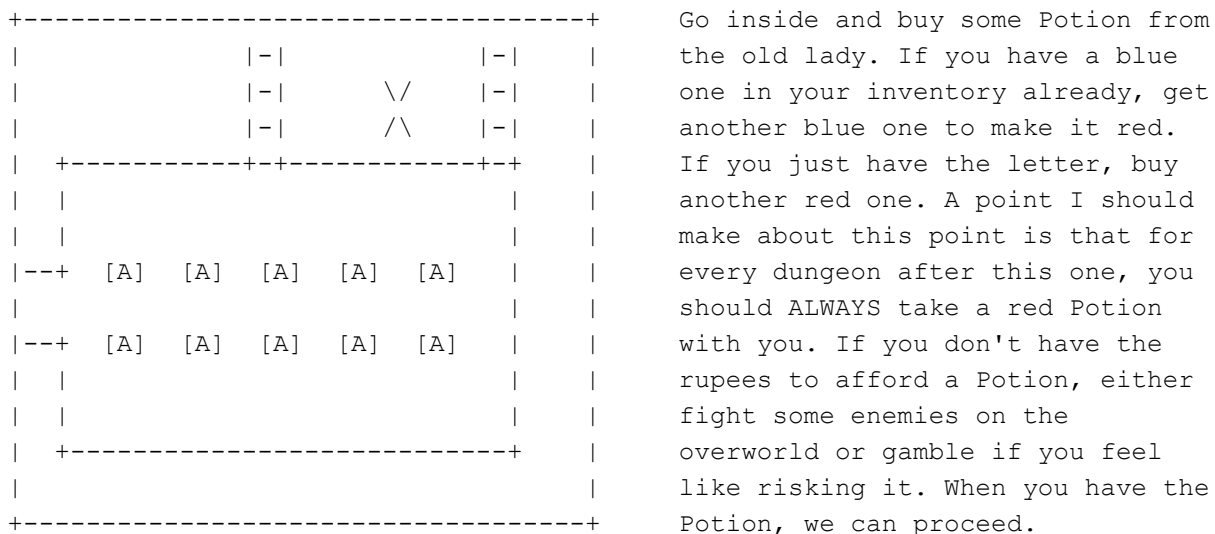 +------------------------------------+    Go inside and buy some Potion from
|              |-|            |-|    |    the old lady. If you have a blue
|              |-|      \/    |-|    |    one in your inventory already, get
|              |-|      /\    |-|    |    another blue one to make it red.
|  +-----------+-+------------+-+    |    If you just have the letter, buy
|  |                            |    |    another red one. A point I should
|  |                            |    |    make about this point is that for
|--+  [A]  [A]  [A]  [A]  [A]   |    |    every dungeon after this one, you
|                               |    |    should ALWAYS take a red Potion
|--+  [A]  [A]  [A]  [A]  [A]   |    |    with you. If you don't have the
|  |                            |    |    rupees to afford a Potion, either
|  |                            |    |    fight some enemies on the
|  +----------------------------+    |    overworld or gamble if you feel
|                                    |    like risking it. When you have the
+------------------------------------+    Potion, we can proceed.